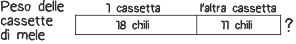 Peso delle
cassette
di mele
1 cassetta l'altra cassetta
18 chili 11 chili ?